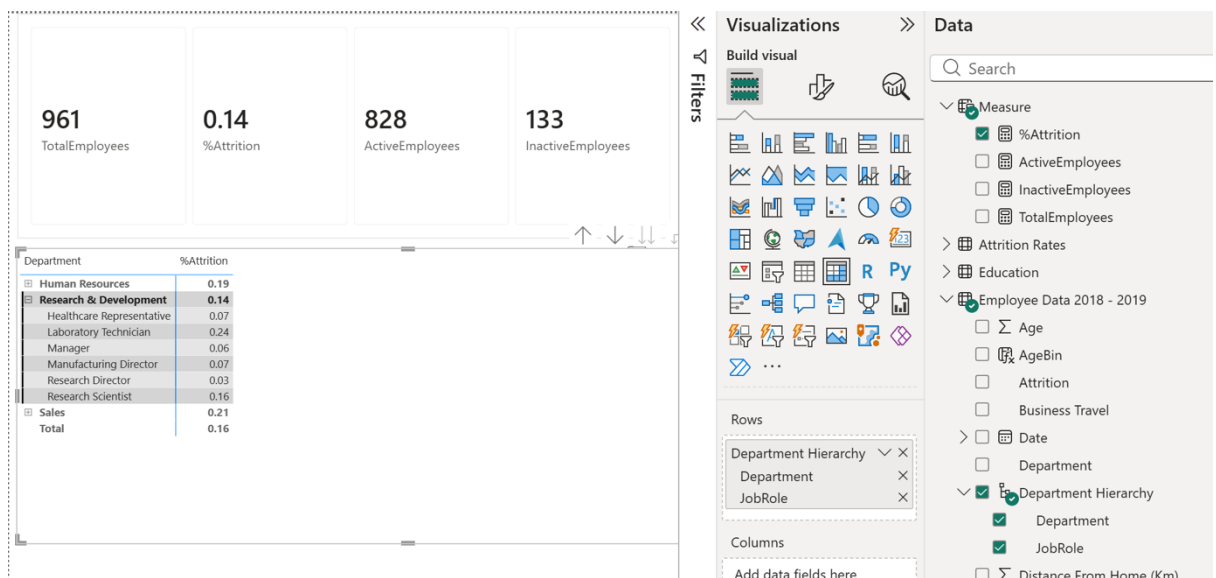 961
TotalEmployees
0.14
%Attrition
828
ActiveEmployees
133
InactiveEmployees
Department %Attrition
Human Resources 0.19
Research & Development 0.14
Healthcare Representative 0.07
Laboratory Technician 0.24
Manager 0.06
Manufacturing Director 0.07
Research Director 0.03
Research Scientist 0.16
Sales 0.21
Total 0.16
Filters
Visualizations
Build visual
123
R Py
Rows
Department Hierarchy
Department
JobRole
Columns
Add data fields here
Data
Search
Measure
%Attrition
ActiveEmployees
InactiveEmployees
TotalEmployees
Attrition Rates
Education
Employee Data 2018 - 2019
Age
AgeBin
Attrition
Business Travel
Date
Department
Department Hierarchy
Department
JobRole
Distance From Home (Km)